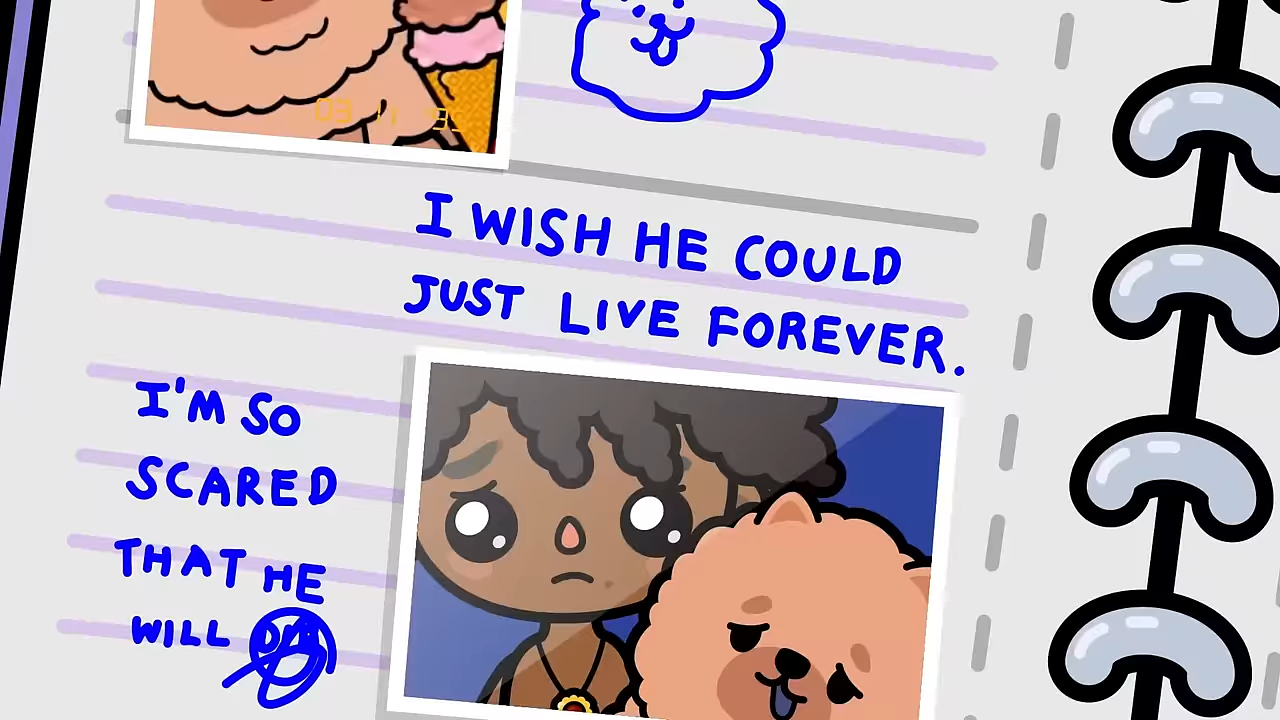 I WISH HE COULD
JUST LIVE FOREVER.
I'M SO
SCARED
THAT HE
WILL